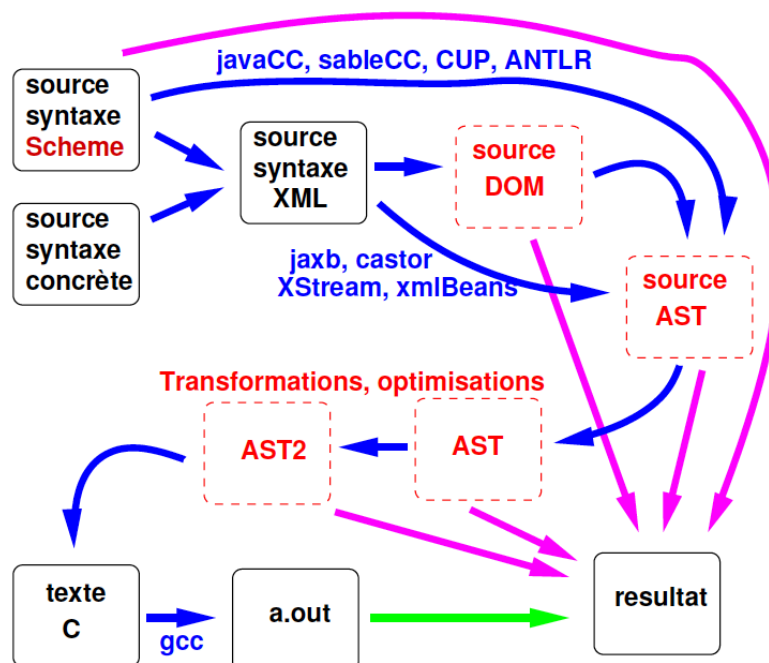 javaCC, sableCC, CUP, ANTLR
source
syntaxe
Scheme
source
syntaxe
XML
source
DOM
source
syntaxe
concrète
jaxb, castor
XStream, xmlBeans
source
AST
Transformations, optimisations
AST2
AST
texte
C
gcc
a.out
resultat